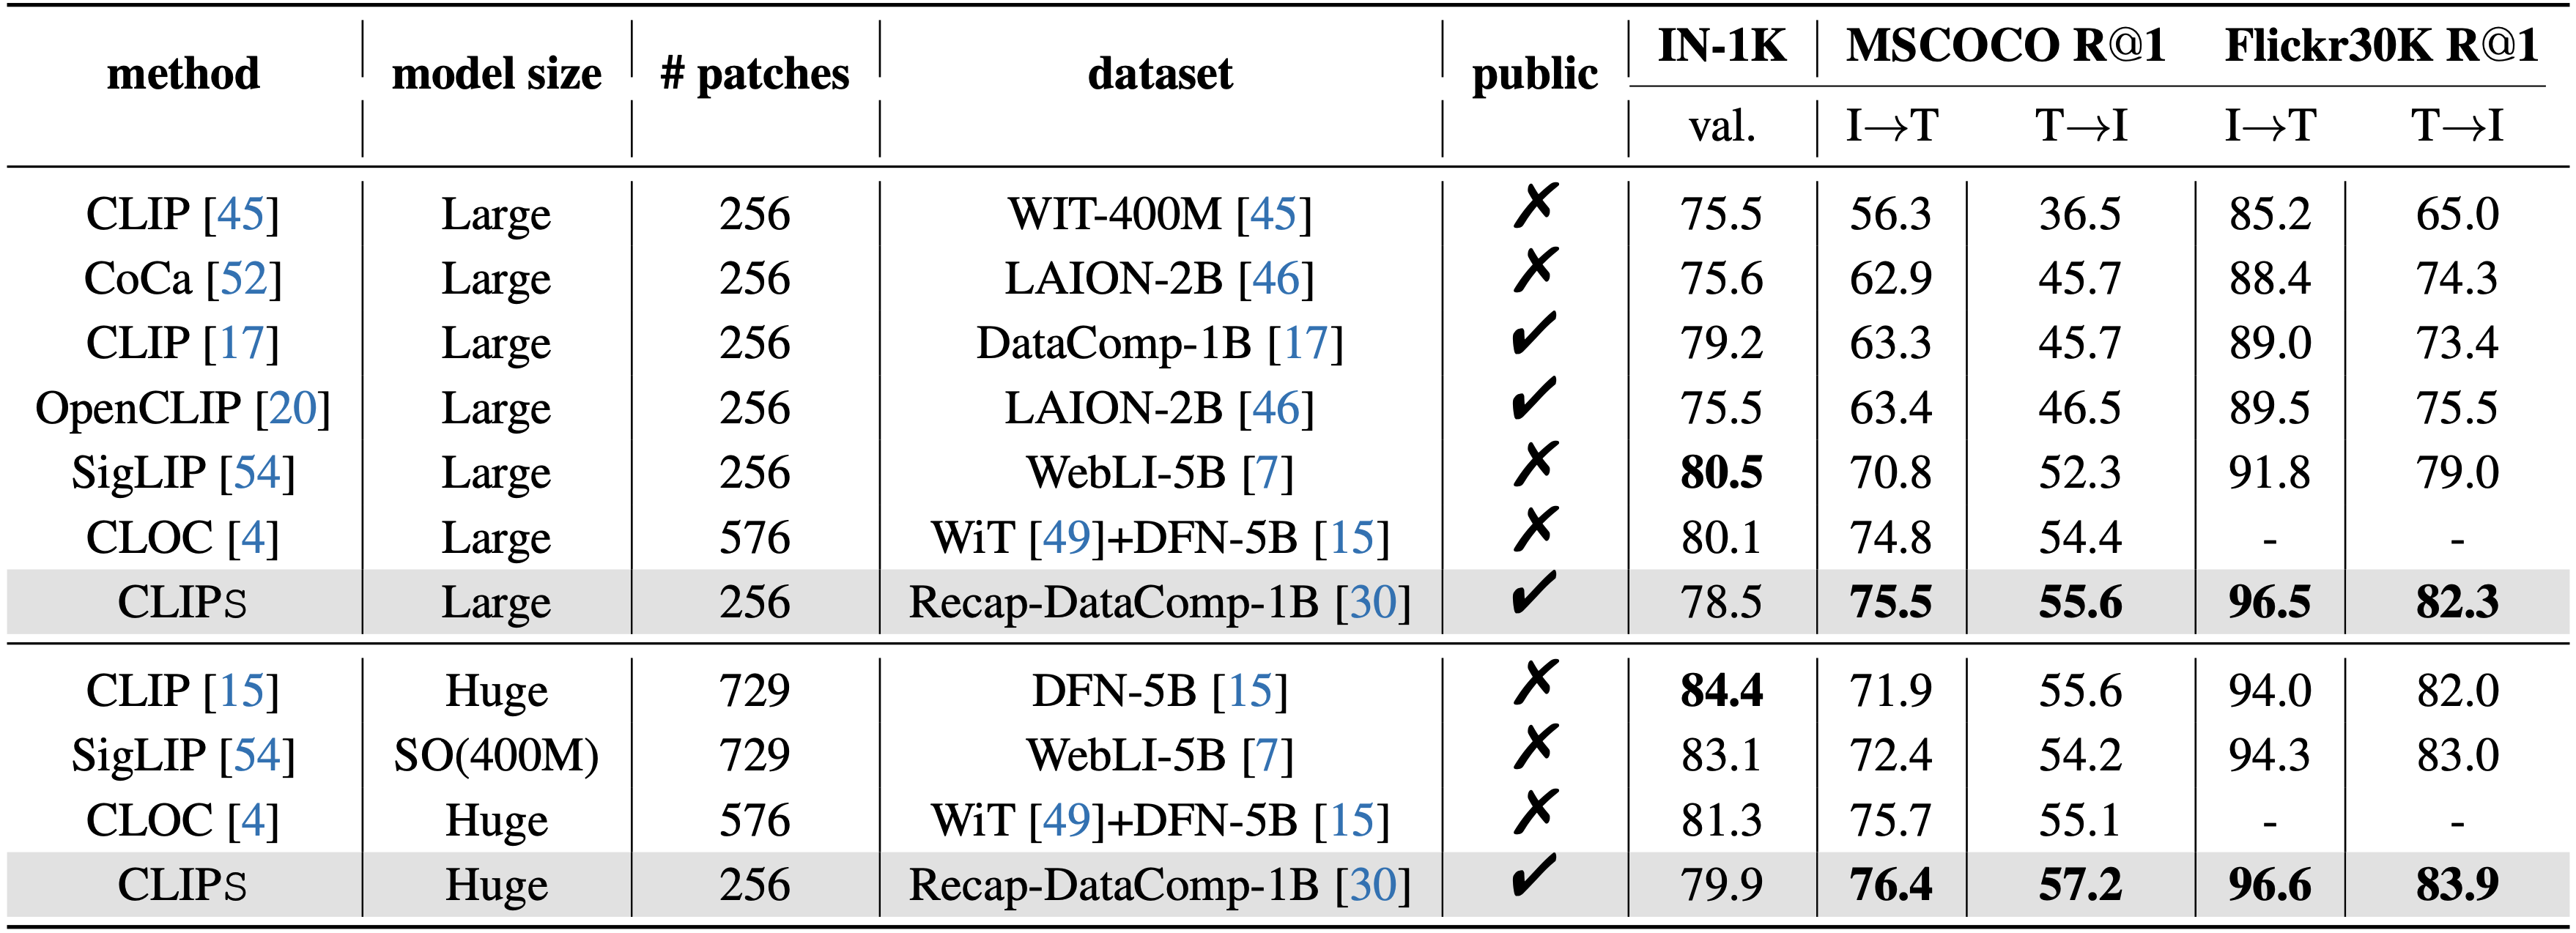 method model size # patches dataset public IN-1K MSCOCO R@1 Flickr30K R@1
val. I→T T→I I→T T→I
CLIP [45] Large 256 WIT-400M [45] ✗ 75.5 56.3 36.5 85.2 65.0
CoCa [52] Large 256 LAION-2B [46] ✗ 75.6 62.9 45.7 88.4 74.3
CLIP [17] Large 256 DataComp-1B [17] ✓ 79.2 63.3 45.7 89.0 73.4
OpenCLIP [20] Large 256 LAION-2B [46] ✓ 75.5 63.4 46.5 89.5 75.5
SigLIP [54] Large 256 WebLI-5B [7] ✗ 80.5 70.8 52.3 91.8 79.0
CLOC [4] Large 576 WiT [49]+DFN-5B [15] ✗ 80.1 74.8 54.4 - -
CLIPS Large 256 Recap-DataComp-1B [30] ✓ 78.5 75.5 55.6 96.5 82.3
CLIP [15] Huge 729 DFN-5B [15] ✗ 84.4 71.9 55.6 94.0 82.0
SigLIP [54] SO(400M) 729 WebLI-5B [7] ✗ 83.1 72.4 54.2 94.3 83.0
CLOC [4] Huge 576 WiT [49]+DFN-5B [15] ✗ 81.3 75.7 55.1 - -
CLIPS Huge 256 Recap-DataComp-1B [30] ✓ 79.9 76.4 57.2 96.6 83.9